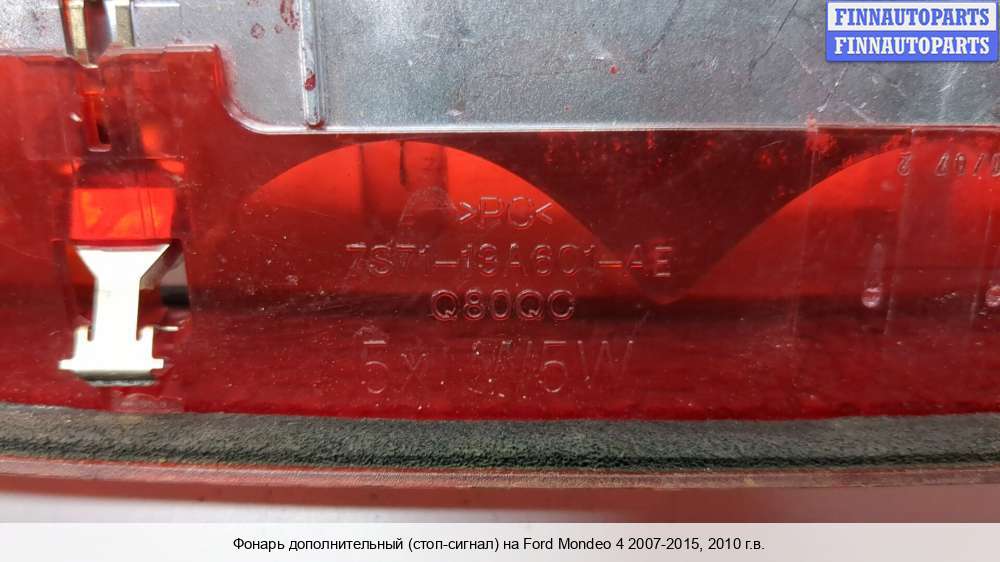 FINNAUTOPARTS
FINNAUTOPARTS
>PC<
7S71-19A6C1-AE
Q80QC
5x W5W
Фонарь дополнительный (стоп-сигнал) на Ford Mondeo 4 2007-2015, 2010 г.в.